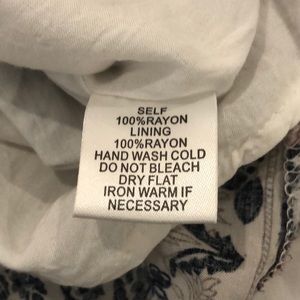 SELF
100%RAYON
LINING
100%RAYON
HAND WASH COLD
DO NOT BLEACH
DRY FLAT
IRON WARM IF
NECESSARY